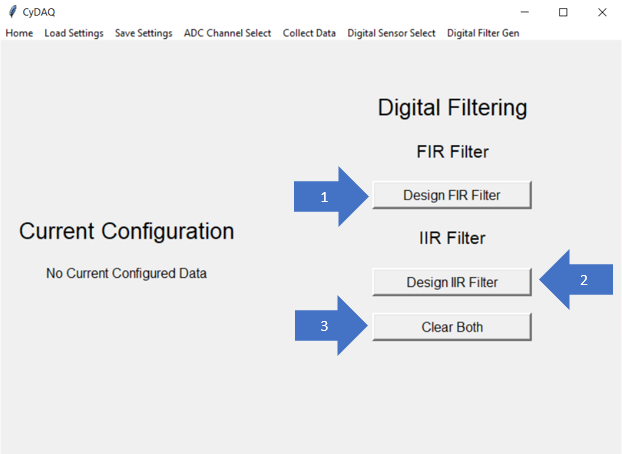 CyDAQ
Home Load Settings Save Settings ADC Channel Select Collect Data Digital Sensor Select Digital Filter Gen
Digital Filtering
FIR Filter
1
Design FIR Filter
Current Configuration
No Current Configured Data
IIR Filter
Design IIR Filter
2
3
Clear Both